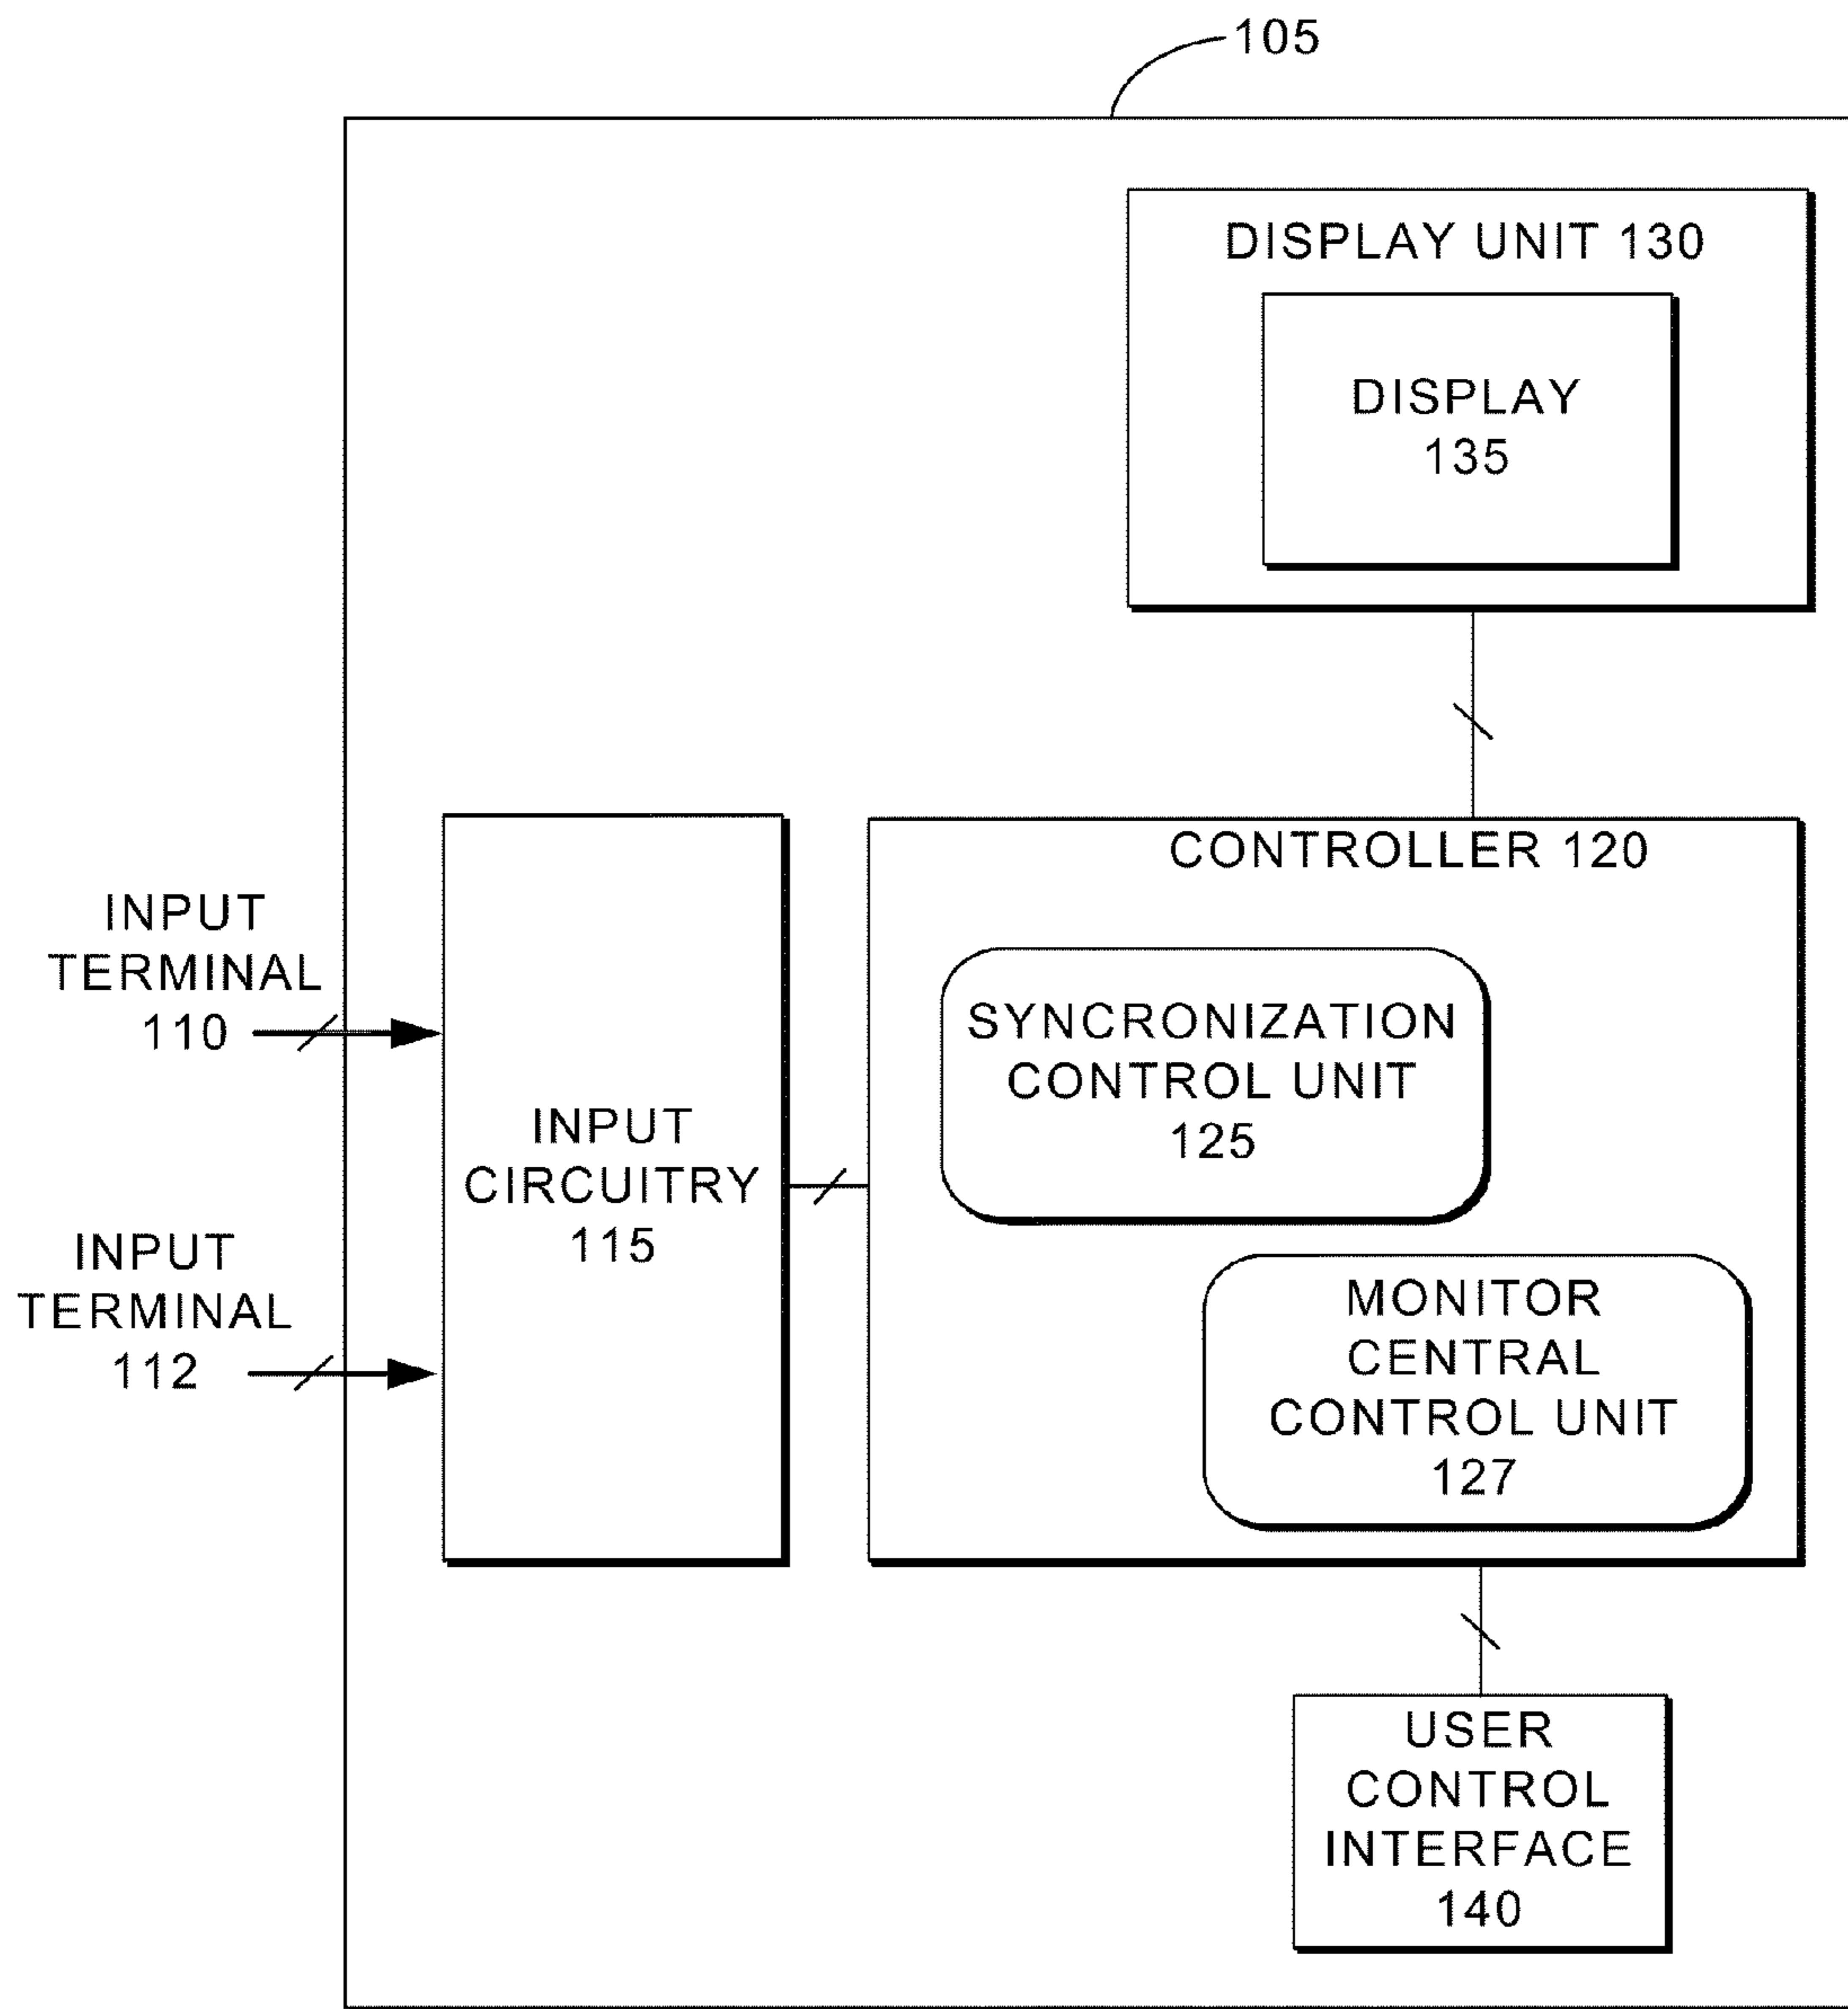 105
DISPLAY UNIT 130
DISPLAY
135
CONTROLLER 120
INPUT
TERMINAL
110
SYNCRONIZATION
CONTROL UNIT
125
INPUT
CIRCUITRY
115
INPUT
TERMINAL
112
MONITOR
CENTRAL
CONTROL UNIT
127
USER
CONTROL
INTERFACE
140